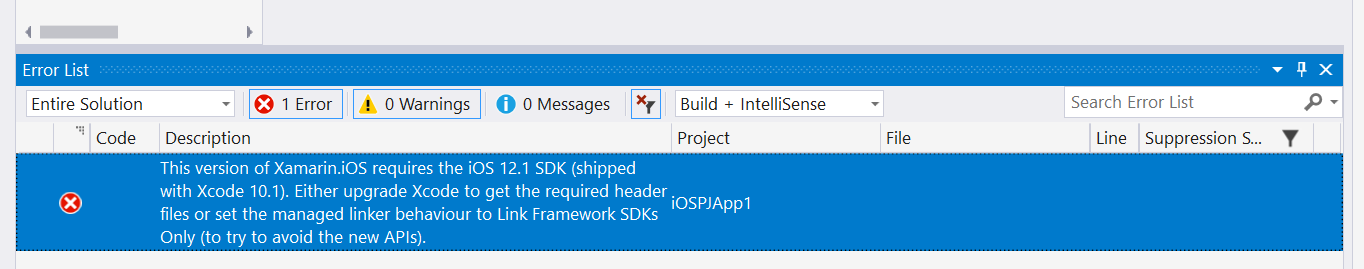 Error List
Entire Solution 1 Error 0 Warnings 0 Messages Build + IntelliSense Search Error List
Code Description Project File Line Suppression S...
This version of Xamarin.iOS requires the iOS 12.1 SDK (shipped
with Xcode 10.1). Either upgrade Xcode to get the required header
files or set the managed linker behaviour to Link Framework SDKs
Only (to try to avoid the new APIs).
iOSPJApp1